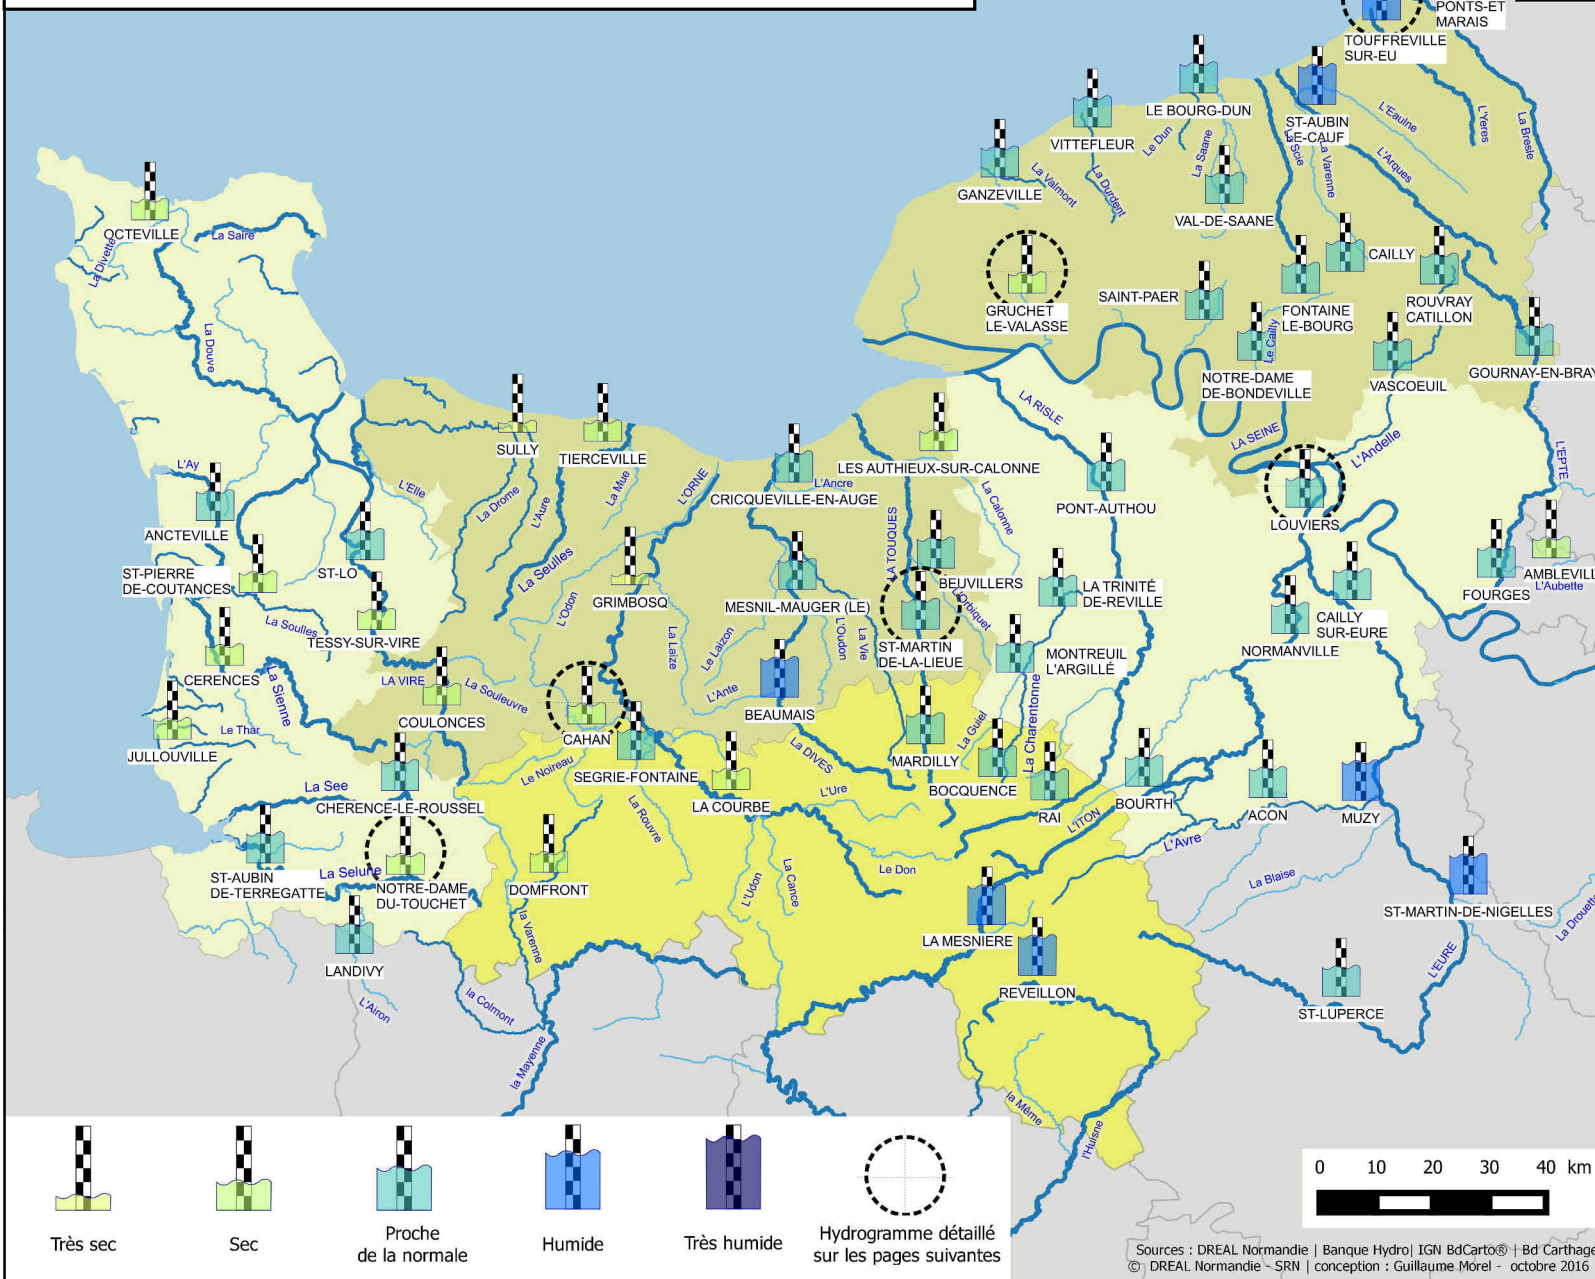 PONTS-ET
MARAIS
TOUFFREVILLE
SUR-EU
LE BOURG-DUN
ST-AUBIN
LE-CAUF
L'Eaulne
L'Yeres
La Bresle
VITTEFLEUR
Le Dun
La Saane
La Scie
La Varenne
L'Arques
GANZEVILLE
La Valmont
La Durdent
VAL-DE-SAANE
OCTEVILLE
La Saire
La Divette
CAILLY
GRUCHET
LE-VALASSE
SAINT-PAER
FONTAINE
LE-BOURG
ROUVRAY
CATILLON
La Douve
Le Cailly
NOTRE-DAME
DE-BONDEVILLE
VASCOEUIL
GOURNAY-EN-BRAY
LA RISLE
LA SEINE
L'Andelle
L'EPTE
SULLY
TIERCEVILLE
LES AUTHIEUX-SUR-CALONNE
L'Ay
L'Elle
La Drome
L'Aure
La Mue
L'ORNE
L'Ancre
CRICQUEVILLE-EN-AUGE
La Calonne
PONT-AUTHOU
LOUVIERS
ANCTEVILLE
LA TOUQUES
ST-PIERRE
DE-COUTANCES
ST-LO
La Seulles
GRIMBOSQ
MESNIL-MAUGER (LE)
BEUVILLERS
LA TRINITÉ
DE-REVILLE
FOURGES
AMBLEVILL
L'Aubette
La Soulles
TESSY-SUR-VIRE
L'Odon
La Laize
Le Laizon
L'Oudon
La Vie
L'Orbiquet
ST-MARTIN
DE-LA-LIEUE
MONTREUIL
L'ARGILLÉ
CAILLY
SUR-EURE
NORMANVILLE
CERENCES
La Sienne
LA VIRE
La Souleuvre
L'Ante
COULONCES
BEAUMAIS
La Guiel
La Charentonne
JULLOUVILLE
Le Thar
CAHAN
Le Noireau
SEGRIE-FONTAINE
La DIVES
MARDILLY
BOCQUENCE
La See
CHERENCE-LE-ROUSSEL
LA COURBE
L'Ure
La Rouvre
RAI
L'ITON
BOURTH
ACON
MUZY
L'Avre
ST-AUBIN
DE-TERREGATTE
La Selune
NOTRE-DAME
DU-TOUCHET
DOMFRONT
Le Don
L'Udon
La Cance
La Blaise
ST-MARTIN-DE-NIGELLES
La Drouette
LANDIVY
la Varenne
LA MESNIERE
REVEILLON
L'EURE
L'Airon
la Colmont
ST-LUPERCE
la Mayenne
la Même
l'Huisne
Très sec
Sec
Proche
de la normale
Humide
Très humide
Hydrogramme détaillé
sur les pages suivantes
0 10 20 30 40 km
Sources : DREAL Normandie | Banque Hydro| IGN BdCarto® | Bd Carthage
© DREAL Normandie - SRN | conception : Guillaume Morel - octobre 2016